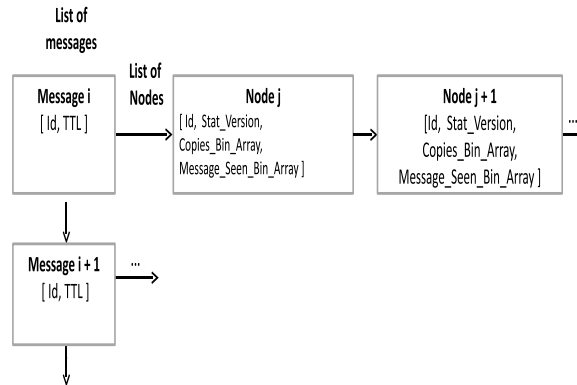 List of
messages
Message i
[ Id, TTL ]
List of
Nodes
Node j
[ Id, Stat_Version,
Copies_Bin_Array,
Message_Seen_Bin_Array ]
Node j + 1
[Id, Stat_Version,
Copies_Bin_Array,
Message_Seen_Bin_Array ]
...
Message i + 1
[ Id, TTL ]
...